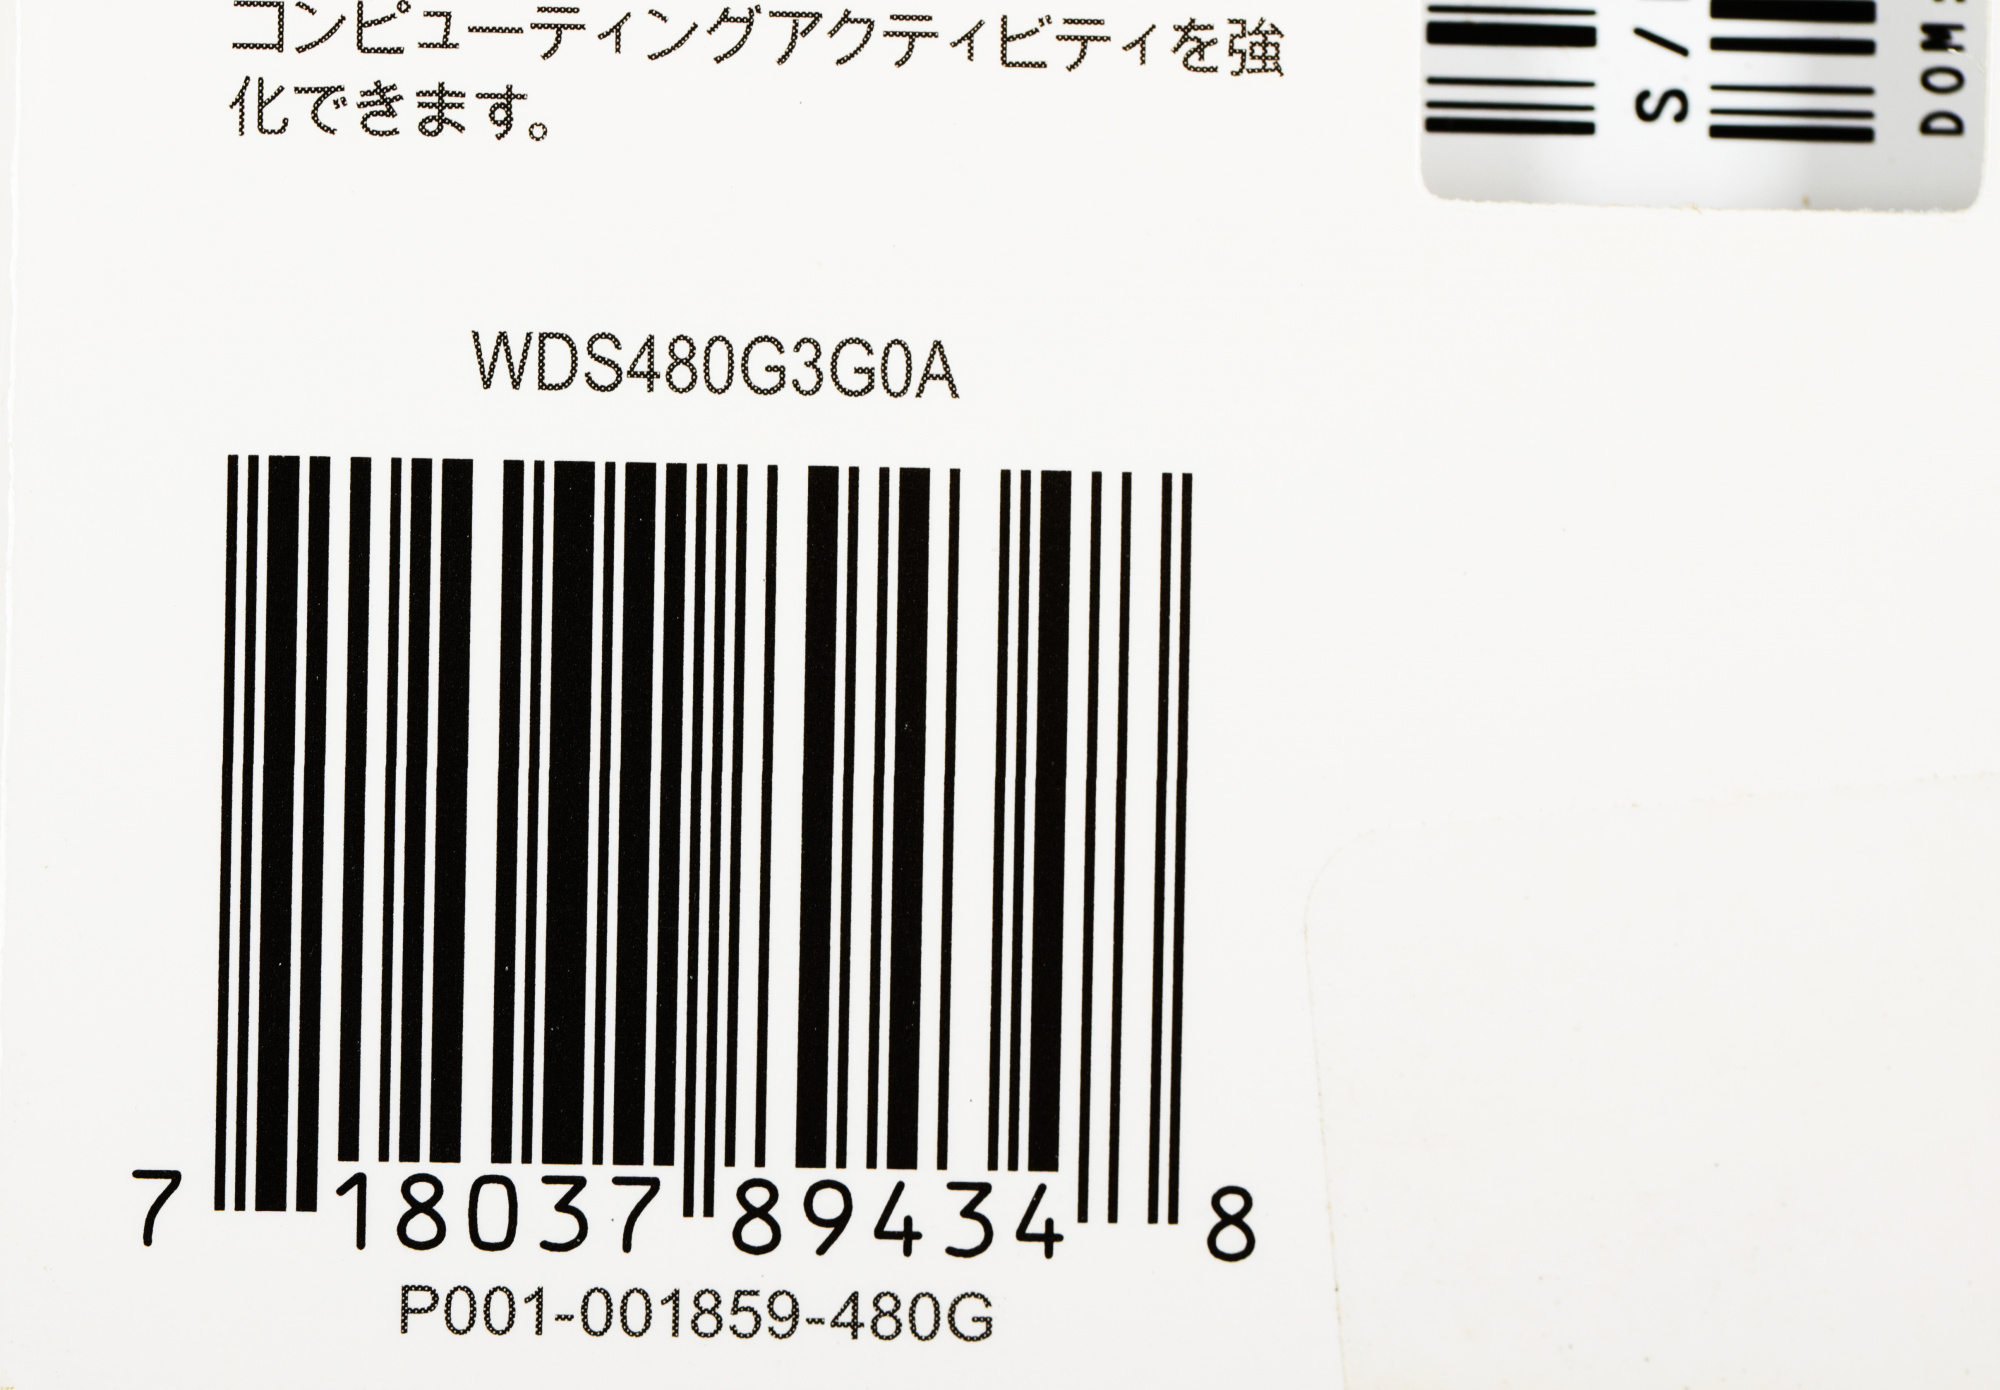 コンピューティングアクティビティを強
化できます。
WDS480G3G0A
7 18037 89434 8
P001-001859-480G
S/
DOM: